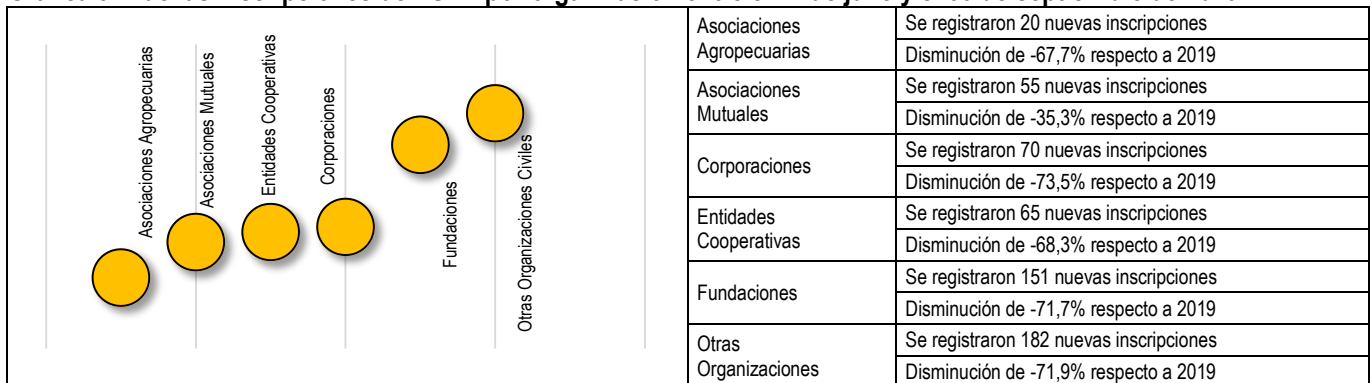 Asociaciones Agropecuarias
Asociaciones Mutuales
Entidades Cooperativas
Corporaciones
Fundaciones
Otras Organizaciones Civiles
Asociaciones
Agropecuarias
Se registraron 20 nuevas inscripciones
Disminución de -67,7% respecto a 2019
Asociaciones
Mutuales
Se registraron 55 nuevas inscripciones
Disminución de -35,3% respecto a 2019
Corporaciones
Se registraron 70 nuevas inscripciones
Disminución de -73,5% respecto a 2019
Entidades
Cooperativas
Se registraron 65 nuevas inscripciones
Disminución de -68,3% respecto a 2019
Fundaciones
Se registraron 151 nuevas inscripciones
Disminución de -71,7% respecto a 2019
Otras
Organizaciones
Se registraron 182 nuevas inscripciones
Disminución de -71,9% respecto a 2019